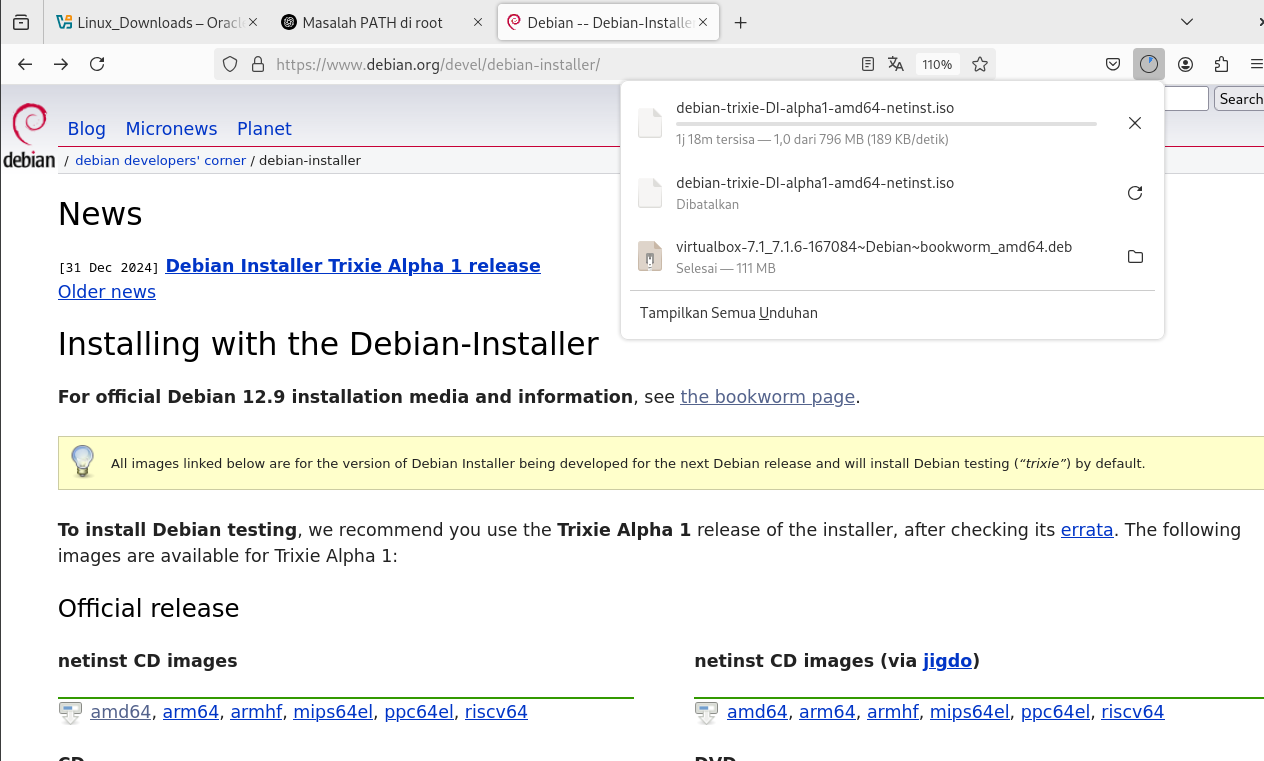 Linux_Downloads – Oracle
Masalah PATH di root
Debian -- Debian-Installer
https://www.debian.org/devel/debian-installer/
110%
debian-trixie-DI-alpha1-amd64-netinst.iso
1j 18m tersisa — 1,0 dari 796 MB (189 KB/detik)
debian-trixie-DI-alpha1-amd64-netinst.iso
Dibatalkan
virtualbox-7.1_7.1.6-167084~Debian~bookworm_amd64.deb
Selesai — 111 MB
Tampilkan Semua Unduhan
Search
debian
Blog Micronews Planet
/ debian developers' corner / debian-installer
News
[31 Dec 2024] Debian Installer Trixie Alpha 1 release
Older news
Installing with the Debian-Installer
For official Debian 12.9 installation media and information, see the bookworm page.
All images linked below are for the version of Debian Installer being developed for the next Debian release and will install Debian testing (“trixie”) by default.
To install Debian testing, we recommend you use the Trixie Alpha 1 release of the installer, after checking its errata. The following
images are available for Trixie Alpha 1:
Official release
netinst CD images
amd64, arm64, armhf, mips64el, ppc64el, riscv64
netinst CD images (via jigdo)
amd64, arm64, armhf, mips64el, ppc64el, riscv64